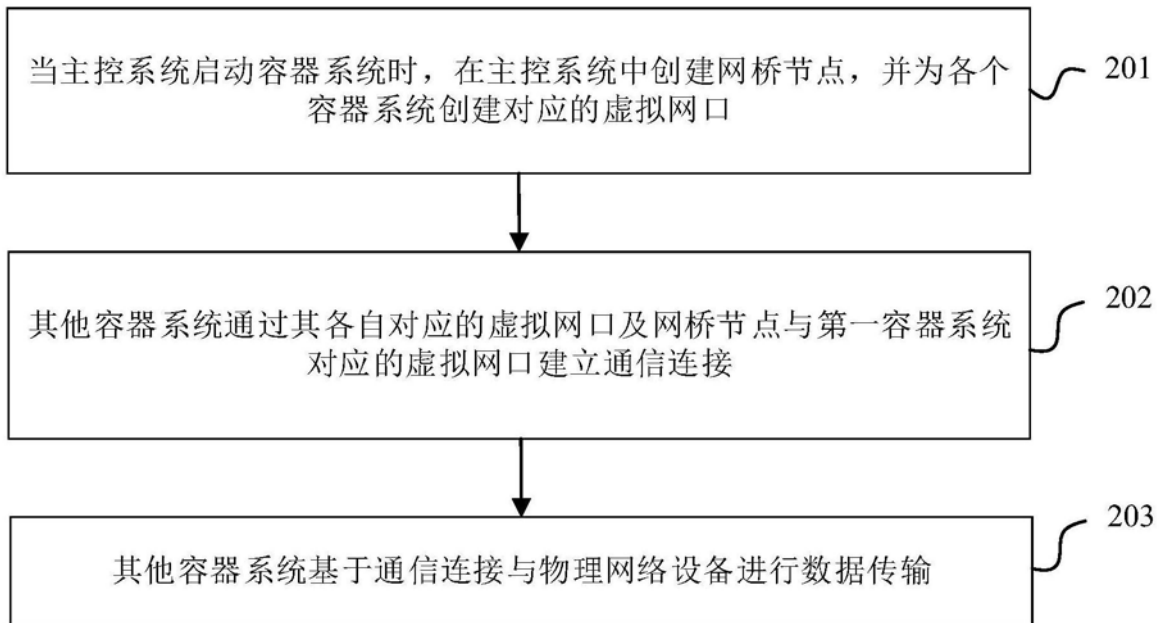 当主控系统启动容器系统时，在主控系统中创建网桥节点，并为各个
容器系统创建对应的虚拟网口
201
其他容器系统通过其各自对应的虚拟网口及网桥节点与第一容器系统
对应的虚拟网口建立通信连接
202
其他容器系统基于通信连接与物理网络设备进行数据传输
203